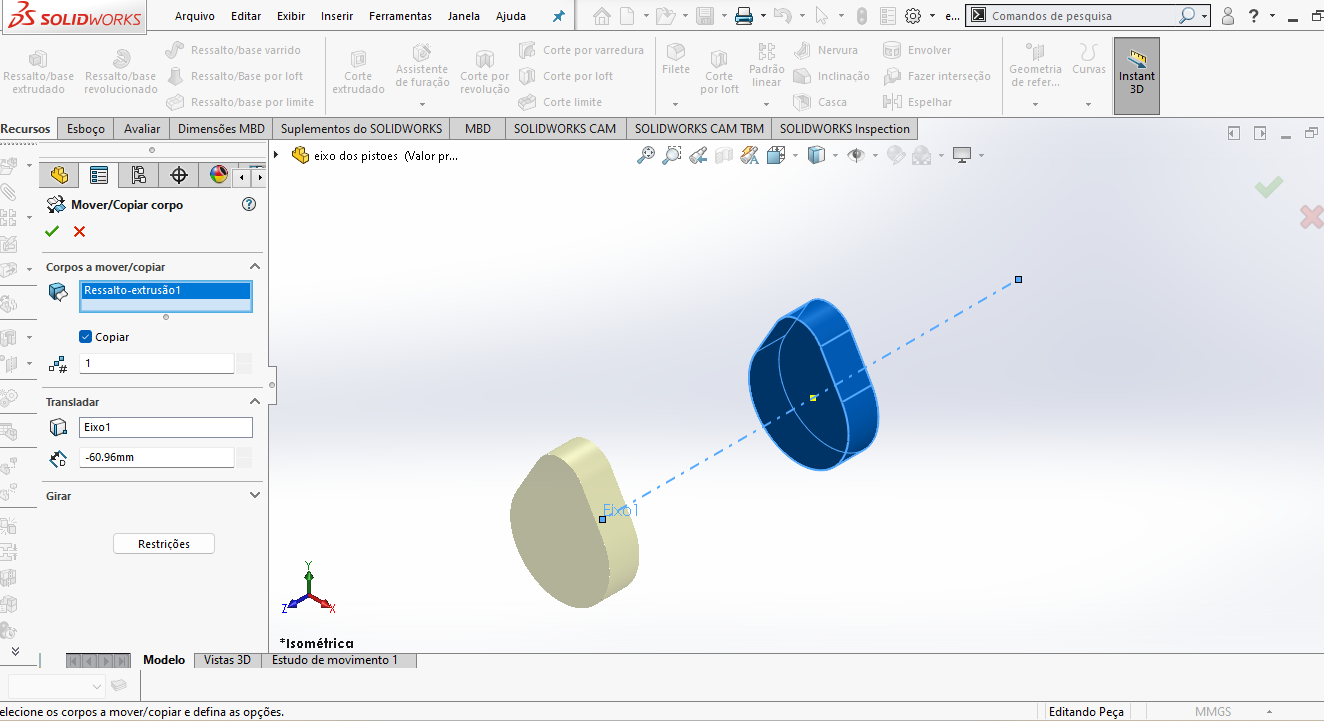 SOLIDWORKS
Arquivo Editar Exibir Inserir Ferramentas Janela Ajuda
e...
Comandos de pesquisa
?
Ressalto/base extrudado
Ressalto/base revolucionado
Ressalto/base varrido
Ressalto/Base por loft
Ressalto/base por limite
Corte extrudado
Assistente de furação
Corte por revolução
Corte por varredura
Corte por loft
Corte limite
Filete
Corte por loft
Padrão linear
Nervura
Inclinação
Casca
Envolver
Fazer interseção
Espelhar
Geometria de refer...
Curvas
Instant 3D
Recursos Esboço Avaliar Dimensões MBD Suplementos do SOLIDWORKS MBD SOLIDWORKS CAM SOLIDWORKS CAM TBM SOLIDWORKS Inspection
eixo dos pistoes (Valor pr...
Mover/Copiar corpo
?
Corpos a mover/copiar
Ressalto-extrusão1
Copiar
#
1
Transladar
Eixo1
D
-60.96mm
Girar
Restrições
Eixo1
Y
Z
X
*Isométrica
Modelo Vistas 3D Estudo de movimento 1
elecione os corpos a mover/copiar e defina as opções.
Editando Peça
MMGS